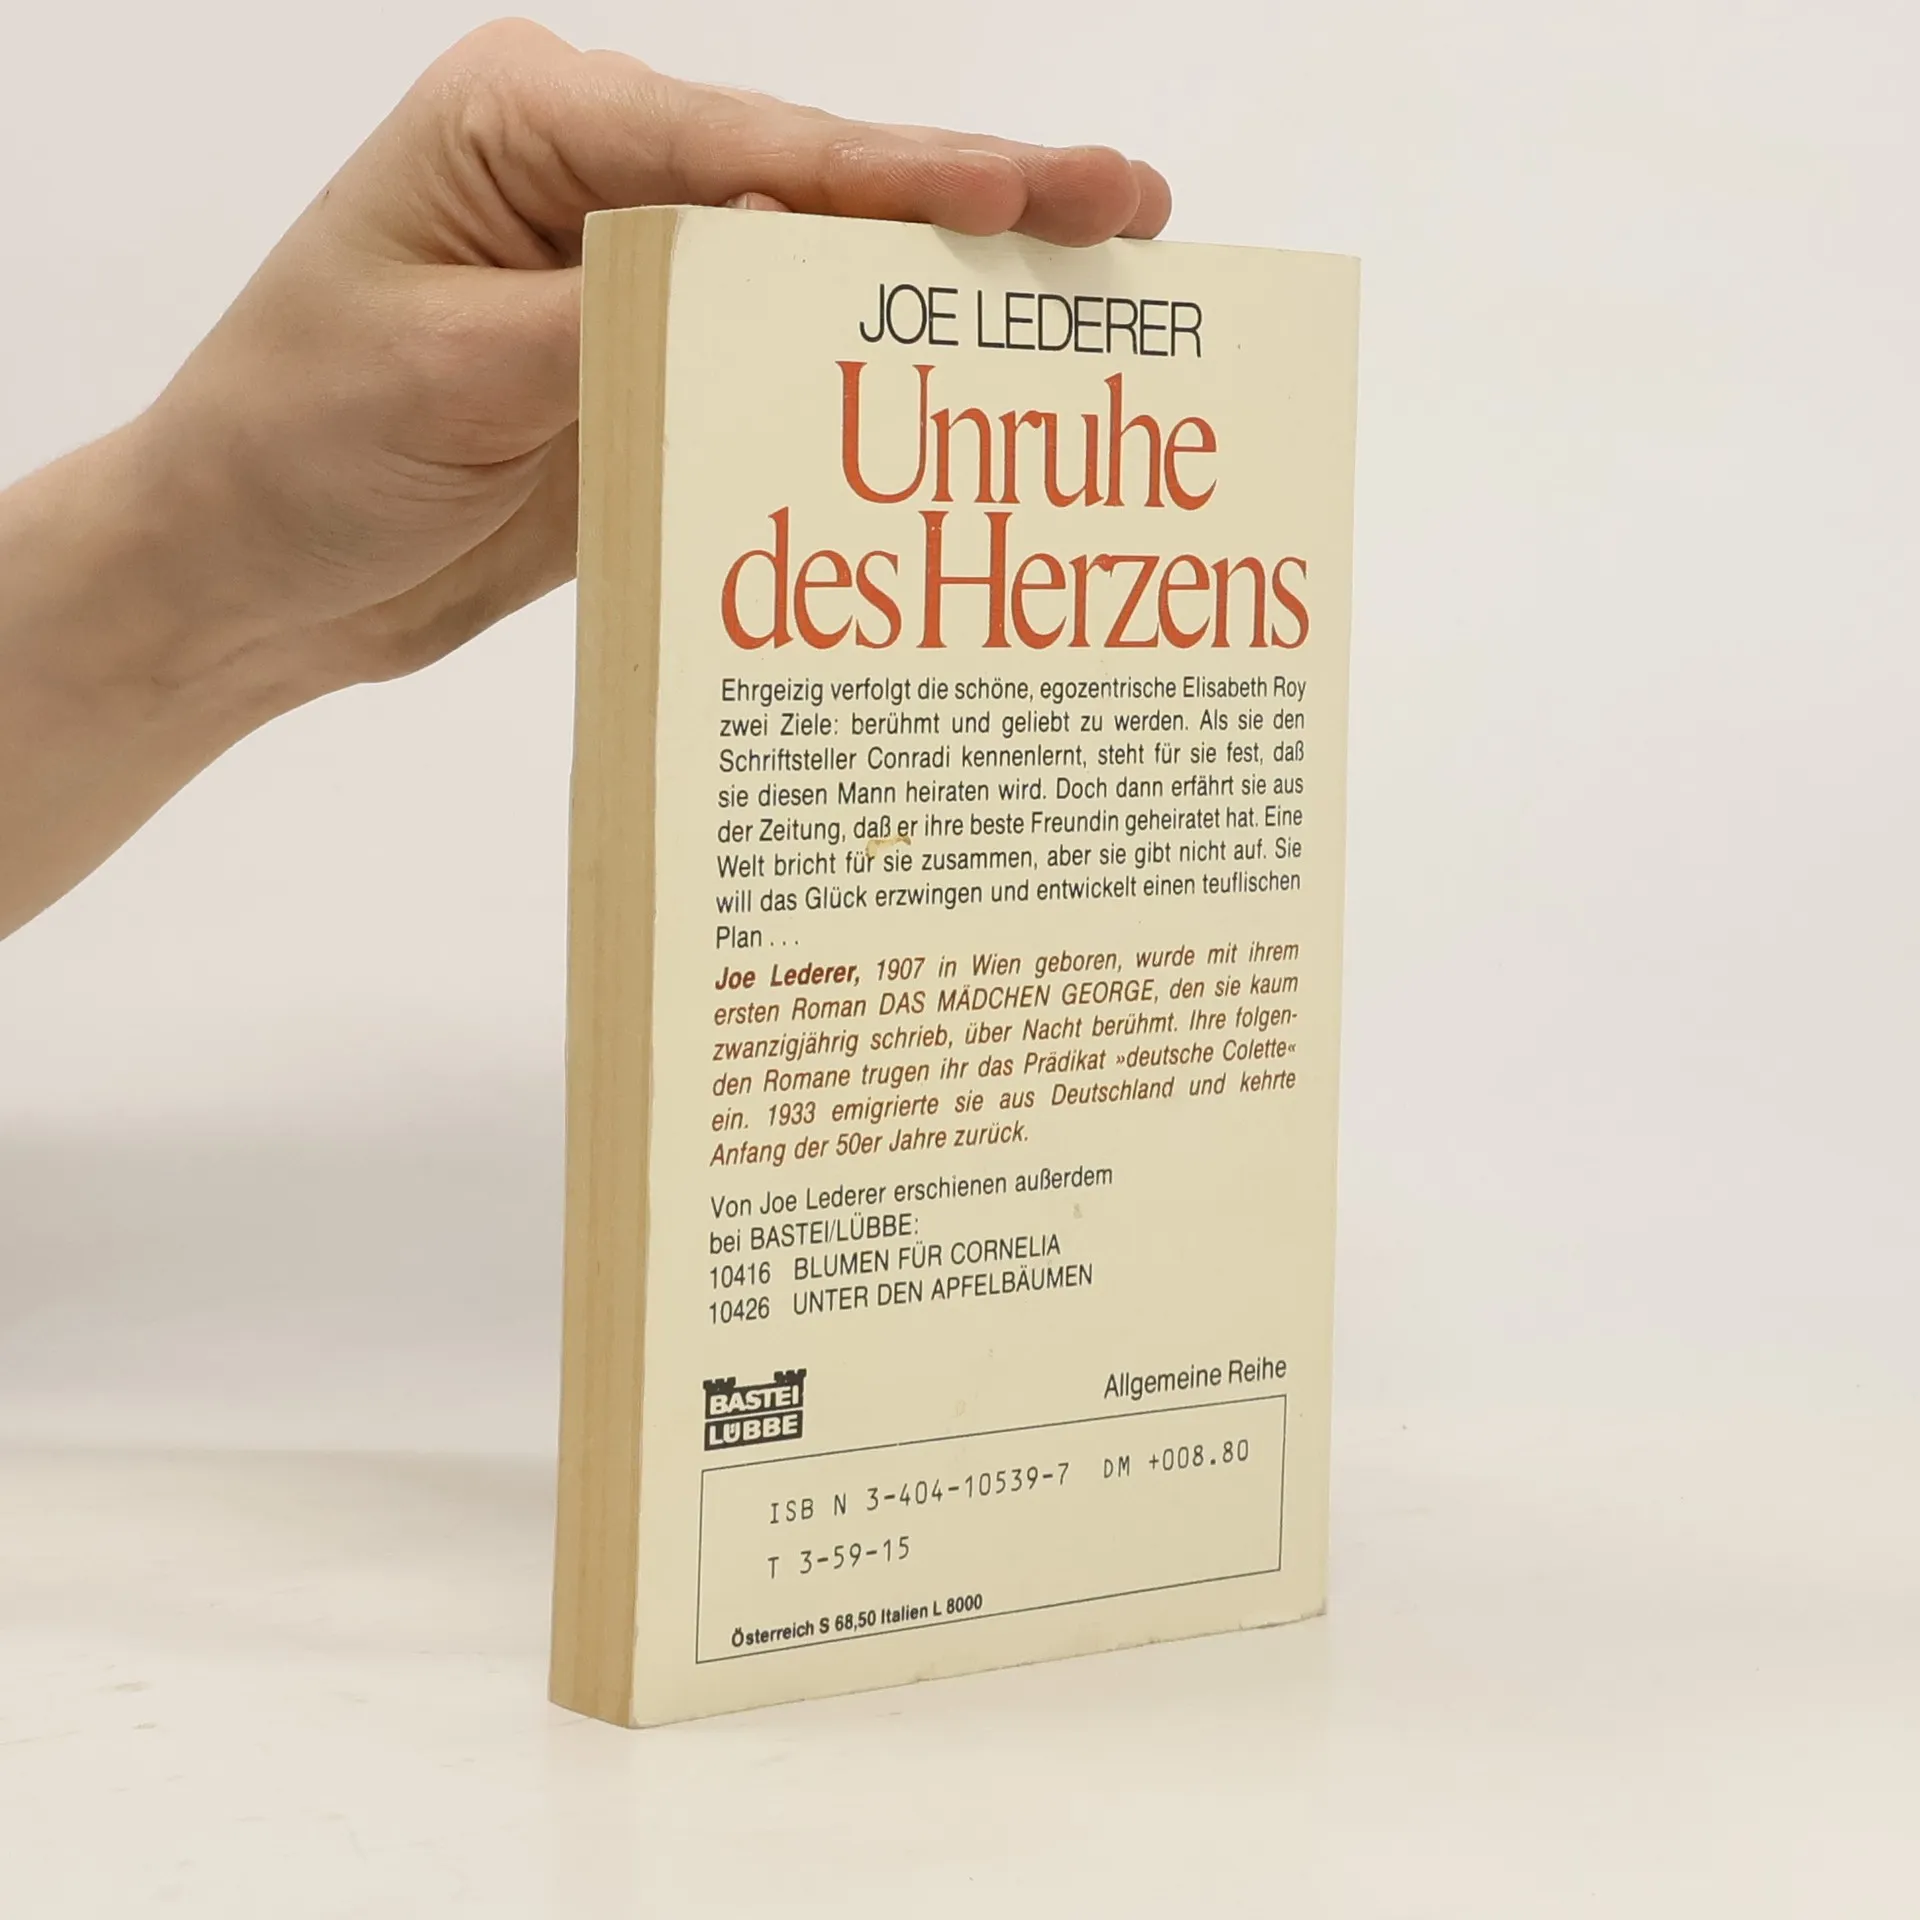 JOE LEDERER
Unruhe
des Herzens
Ehrgeizig verfolgt die schöne, egozentrische Elisabeth Roy
zwei Ziele: berühmt und geliebt zu werden. Als sie den
Schriftsteller Conradi kennenlernt, steht für sie fest, daß
sie diesen Mann heiraten wird. Doch dann erfährt sie aus
der Zeitung, daß er ihre beste Freundin geheiratet hat. Eine
Welt bricht für sie zusammen, aber sie gibt nicht auf. Sie
will das Glück erzwingen und entwickelt einen teuflischen
Plan . . .
Joe Lederer, 1907 in Wien geboren, wurde mit ihrem
ersten Roman DAS MÄDCHEN GEORGE, den sie kaum
zwanzigjährig schrieb, über Nacht berühmt. Ihre folgen-
den Romane trugen ihr das Prädikat »deutsche Colette«
ein. 1933 emigrierte sie aus Deutschland und kehrte
Anfang der 50er Jahre zurück.
Von Joe Lederer erschienen außerdem
bei BASTEI/LÜBBE:
10416 BLUMEN FÜR CORNELIA
10426 UNTER DEN APFELBÄUMEN
BASTEI
LÜBBE
Allgemeine Reihe
ISB N 3-404-10539-7 DM +008.80
T 3-59-15
Österreich S 68,50 Italien L 8000